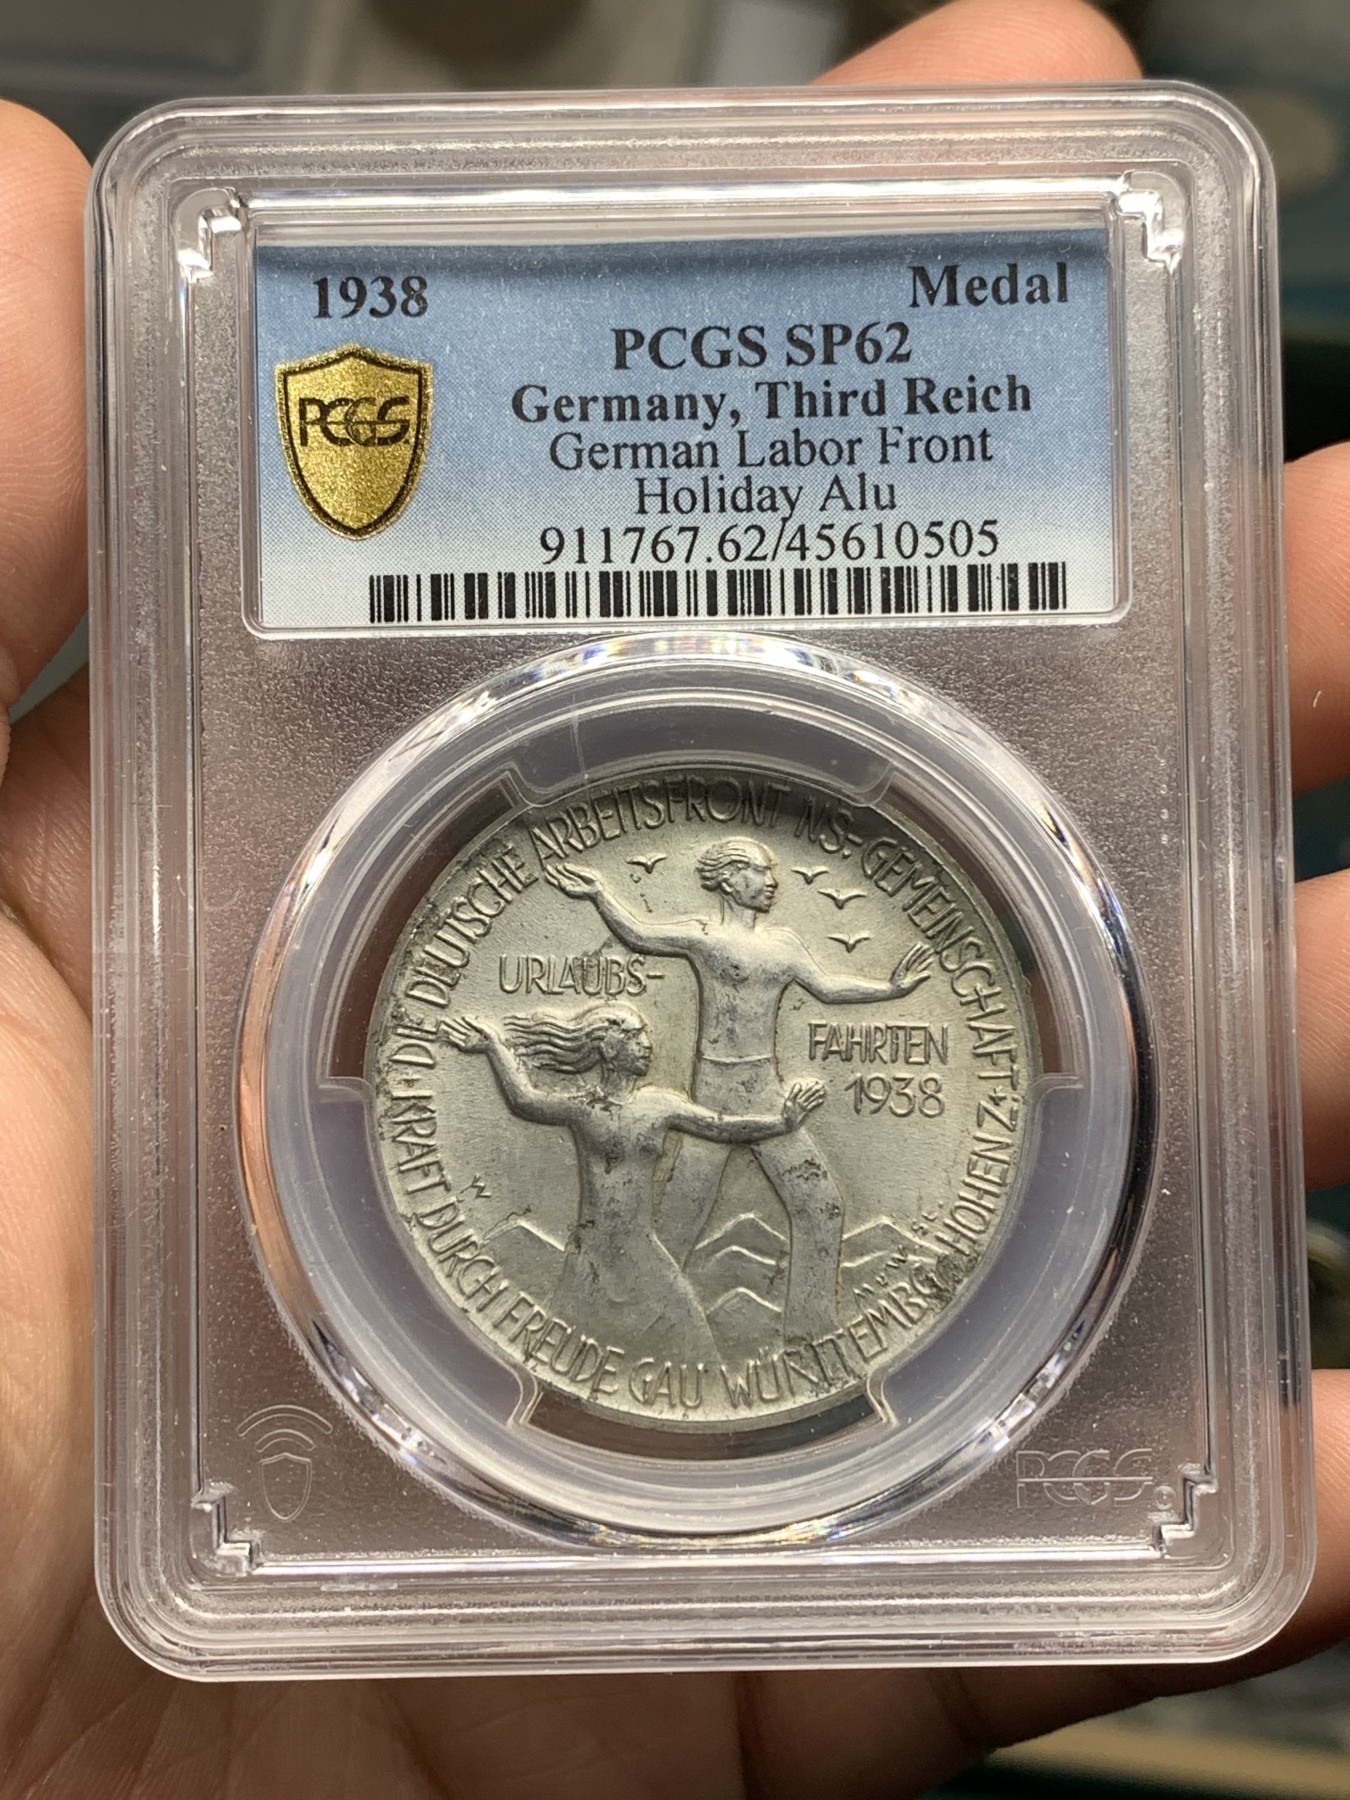 1938
Medal
PCGS
PCGS SP62
Germany, Third Reich
German Labor Front
Holiday Alu
911767.62/45610505
DIE DEUTSCHE ARBEITSFRONT NS.-GEMEINSCHAFT
KRAFT DURCH FREUDE GAU WÜRTTEMBG HOHENZ
URLAUBS-
FAHRTEN
1938
PCGS